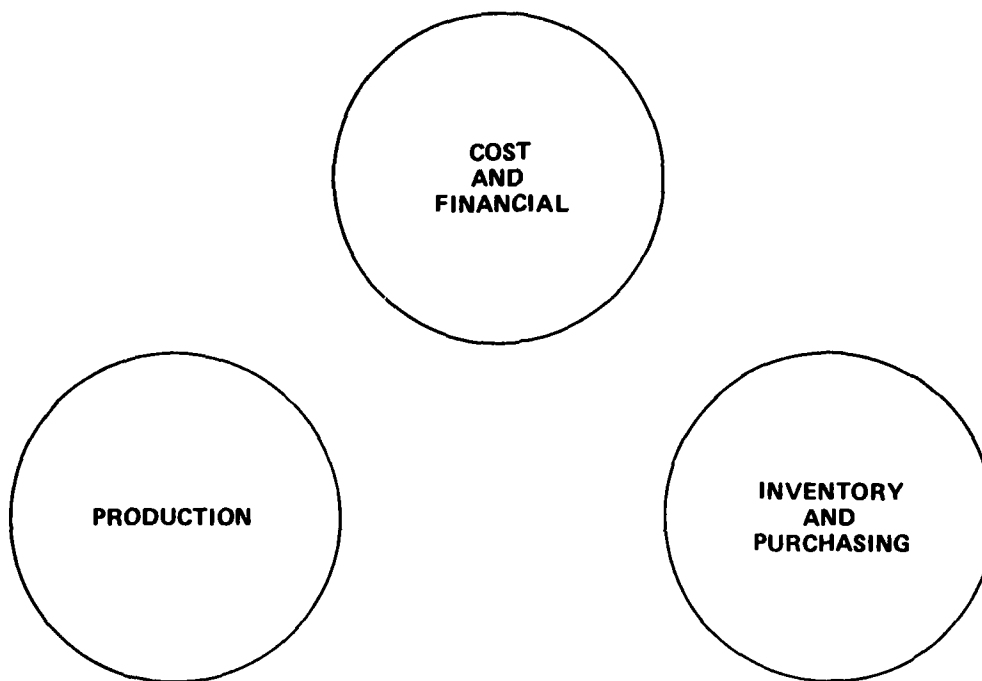 COST
AND
FINANCIAL
PRODUCTION
INVENTORY
AND
PURCHASING